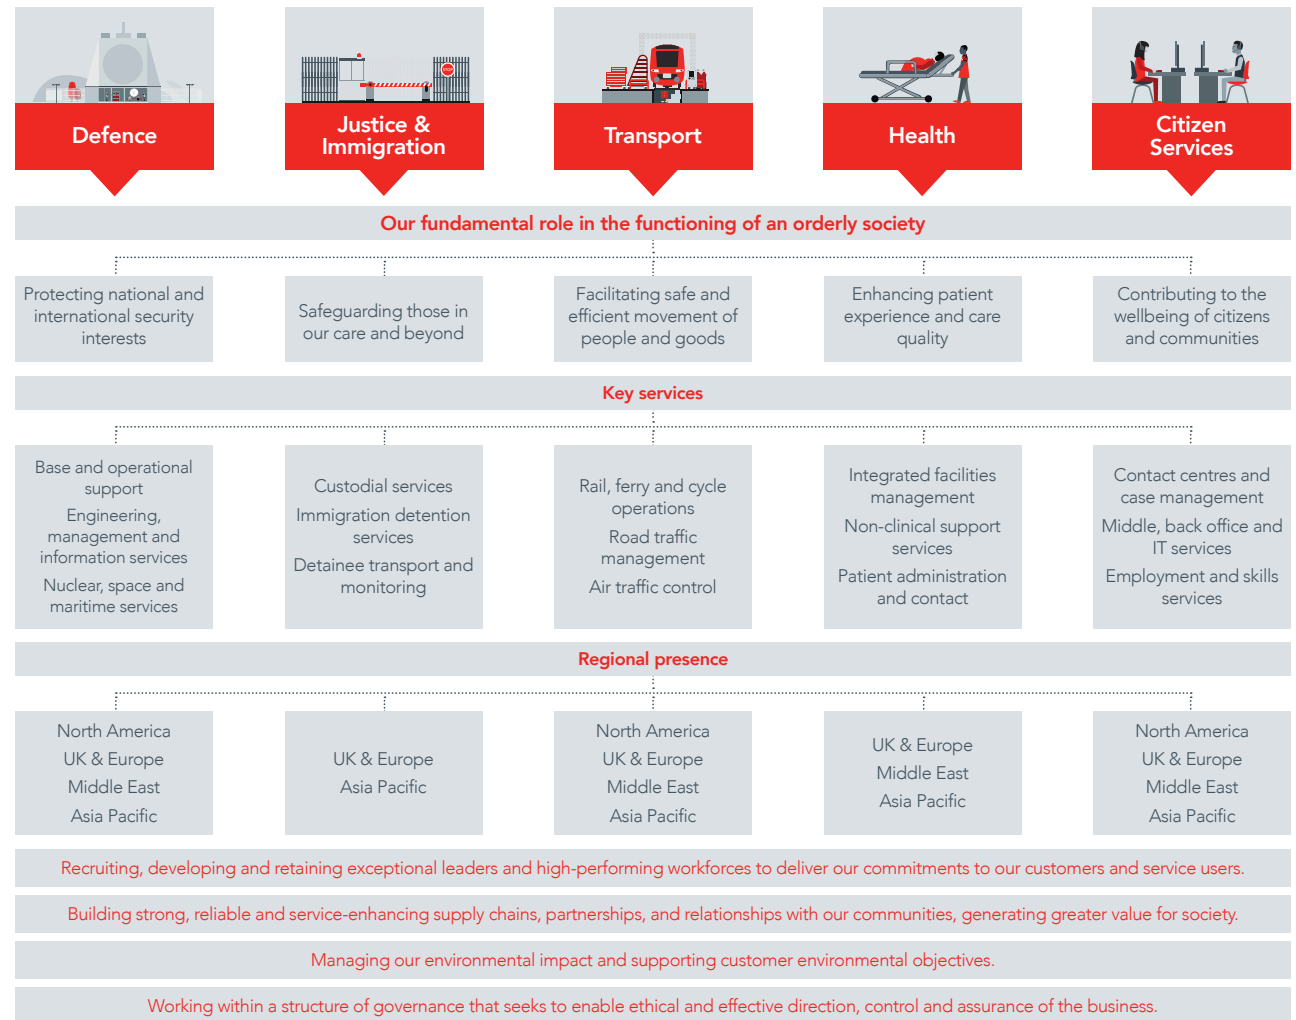 Defence
Justice &
Immigration
Transport
Health
Citizen
Services
Our fundamental role in the functioning of an orderly society
Protecting national and
international security
interests
Safeguarding those in
our care and beyond
Facilitating safe and
efficient movement of
people and goods
Enhancing patient
experience and care
quality
Contributing to the
wellbeing of citizens
and communities
Key services
Base and operational
support
Engineering,
management and
information services
Nuclear, space and
maritime services
Custodial services
Immigration detention
services
Detainee transport and
monitoring
Rail, ferry and cycle
operations
Road traffic
management
Air traffic control
Integrated facilities
management
Non-clinical support
services
Patient administration
and contact
Contact centres and
case management
Middle, back office and
IT services
Employment and skills
services
Regional presence
North America
UK & Europe
Middle East
Asia Pacific
UK & Europe
Asia Pacific
North America
UK & Europe
Middle East
Asia Pacific
UK & Europe
Middle East
Asia Pacific
North America
UK & Europe
Middle East
Asia Pacific
Recruiting, developing and retaining exceptional leaders and high-performing workforces to deliver our commitments to our customers and service users.
Building strong, reliable and service-enhancing supply chains, partnerships, and relationships with our communities, generating greater value for society.
Managing our environmental impact and supporting customer environmental objectives.
Working within a structure of governance that seeks to enable ethical and effective direction, control and assurance of the business.